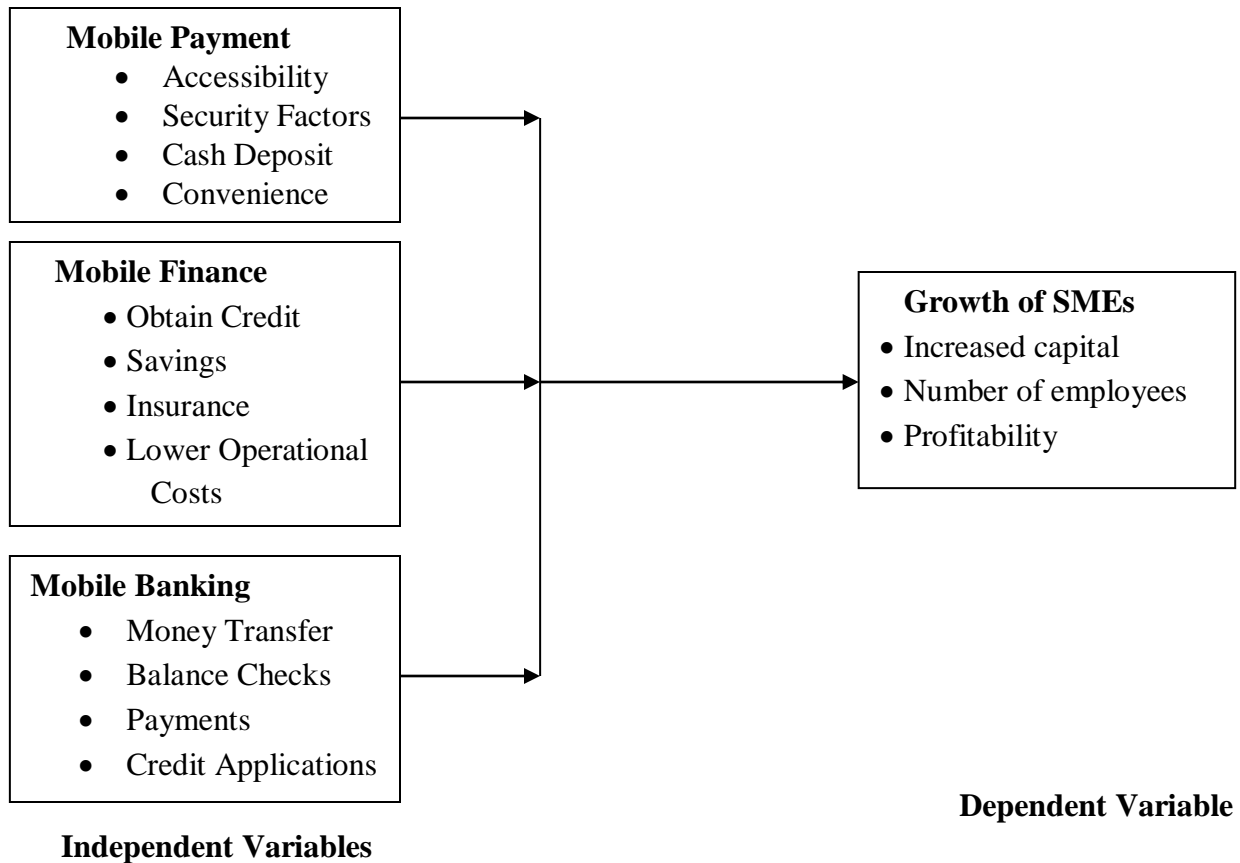 Mobile Payment
• Accessibility
• Security Factors
• Cash Deposit
• Convenience
Mobile Finance
• Obtain Credit
• Savings
• Insurance
• Lower Operational
Costs
Mobile Banking
• Money Transfer
• Balance Checks
• Payments
• Credit Applications
Independent Variables
Growth of SMEs
• Increased capital
• Number of employees
• Profitability
Dependent Variable